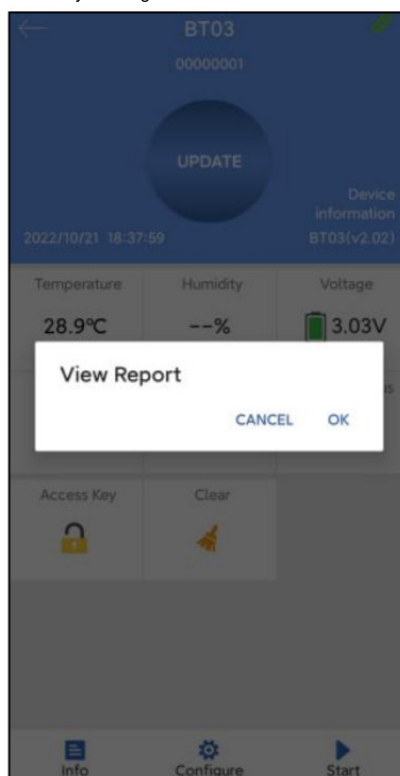 BT03
00000001
UPDATE
Device
information
2022/10/21 18:37:59
BT03(v2.02)
Temperature
Humidity
Voltage
28.9℃
--%
3.03V
View Report
CANCEL
OK
Access Key
Clear
Info
Configure
Start